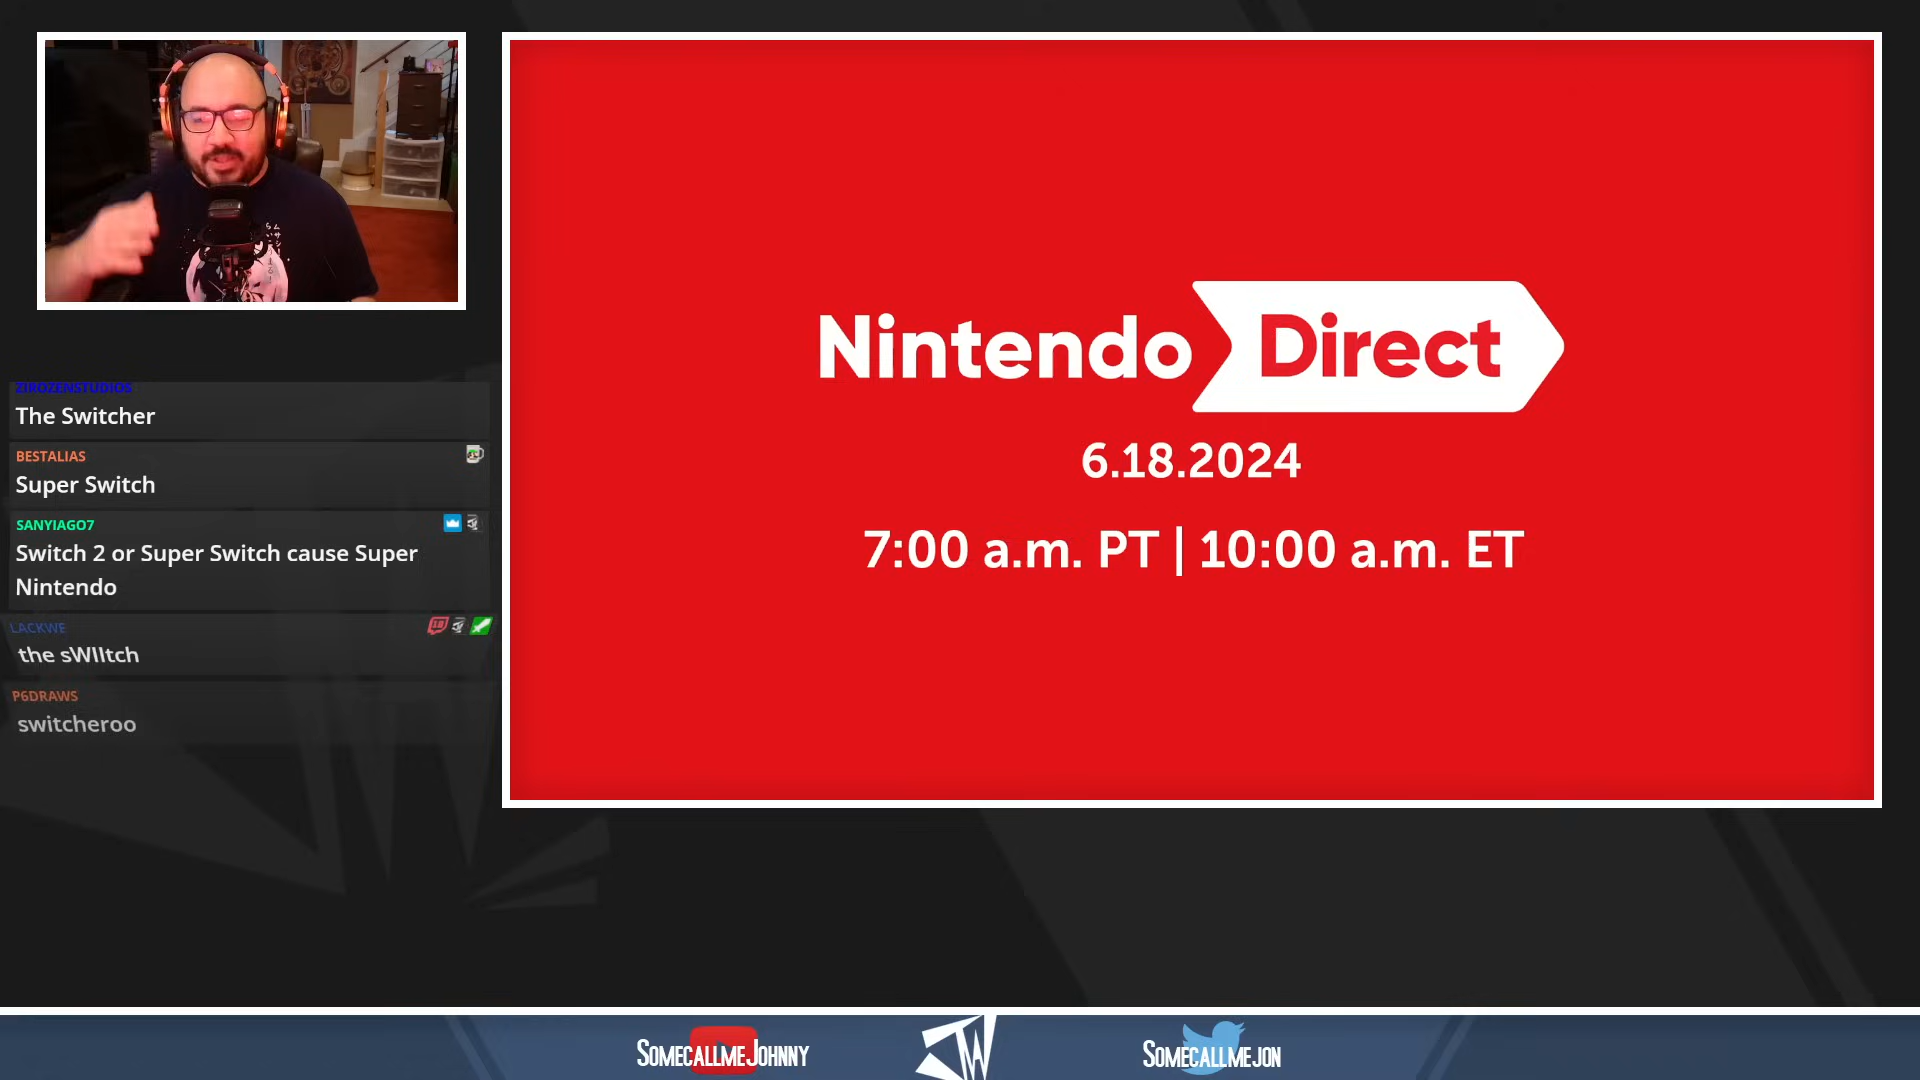 Nintendo Direct
6.18.2024
7:00 a.m. PT | 10:00 a.m. ET
ZIROZENSTUDIOS
The Switcher
BESTALIAS
Super Switch
SANYIAGO7
Switch 2 or Super Switch cause Super
Nintendo
LACKWE
the sWIItch
P6DRAWS
switcheroo
SOMECALLMEJOHNNY
SOMECALLMEJON